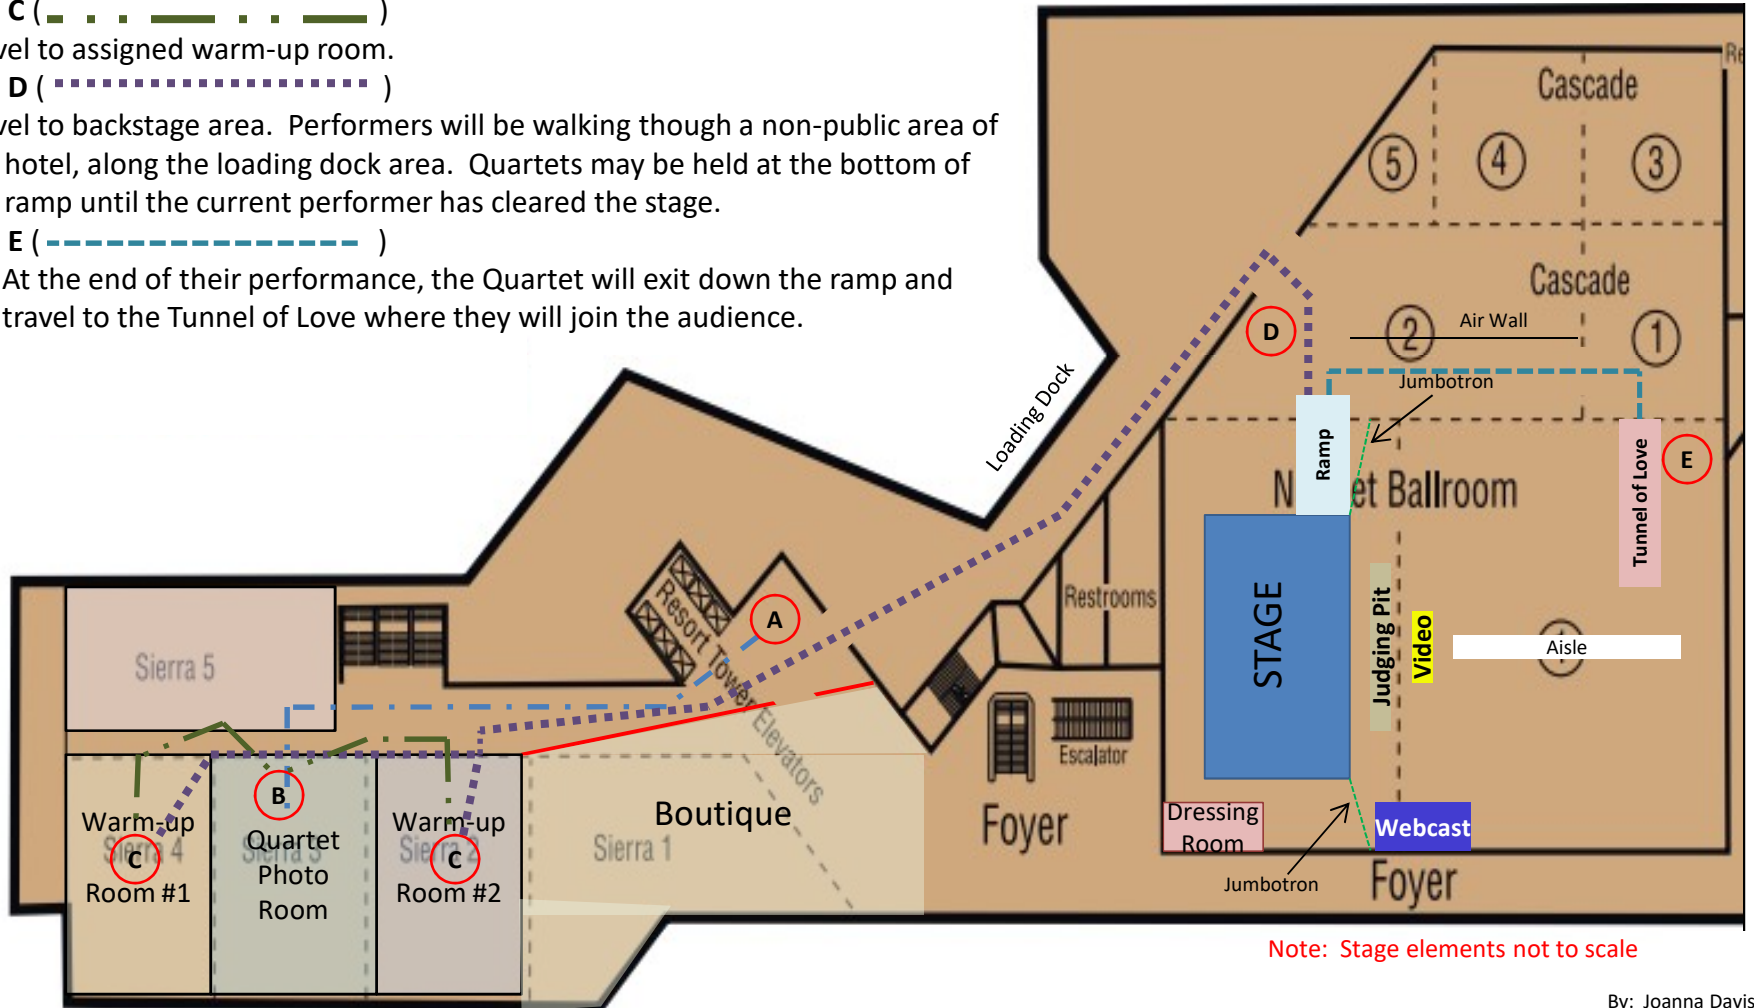 C ( )
vel to assigned warm-up room.
D ( )
vel to backstage area. Performers will be walking though a non-public area of
hotel, along the loading dock area. Quartets may be held at the bottom of
ramp until the current performer has cleared the stage.
E ( )
At the end of their performance, the Quartet will exit down the ramp and
travel to the Tunnel of Love where they will join the audience.
Re
Cascade
5
4
3
Cascade
D
2
Air Wall
1
Jumbotron
Loading Dock
Ramp
N et Ballroom
Tunnel of Love
E
Restrooms
Resort Tower Elevators
A
STAGE
Judging Pit
Video
Aisle
1
Sierra 5
Escalator
Foyer
B
Warm-up
Sierra 4
C
Room #1
Quartet
Sierra 3
Photo
Room
Warm-up
Sierra 2
C
Room #2
Boutique
Sierra 1
Dressing
Room
Webcast
Jumbotron
Foyer
Note: Stage elements not to scale
By: Joanna Davis